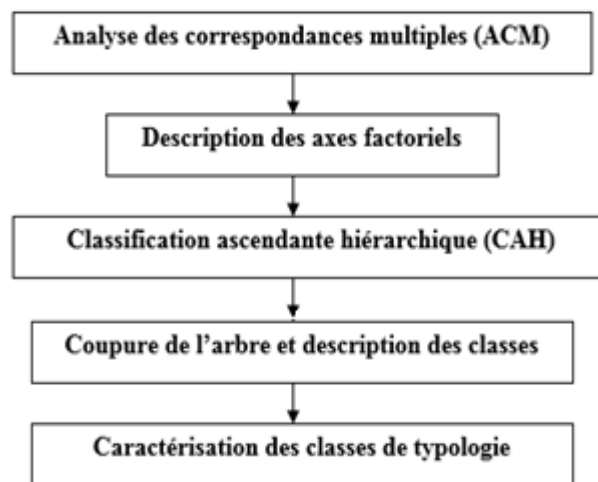 Analyse des correspondances multiples (ACM)
Description des axes factoriels
Classification ascendante hiérarchique (CAH)
Coupure de l'arbre et description des classes
Caractérisation des classes de typologie